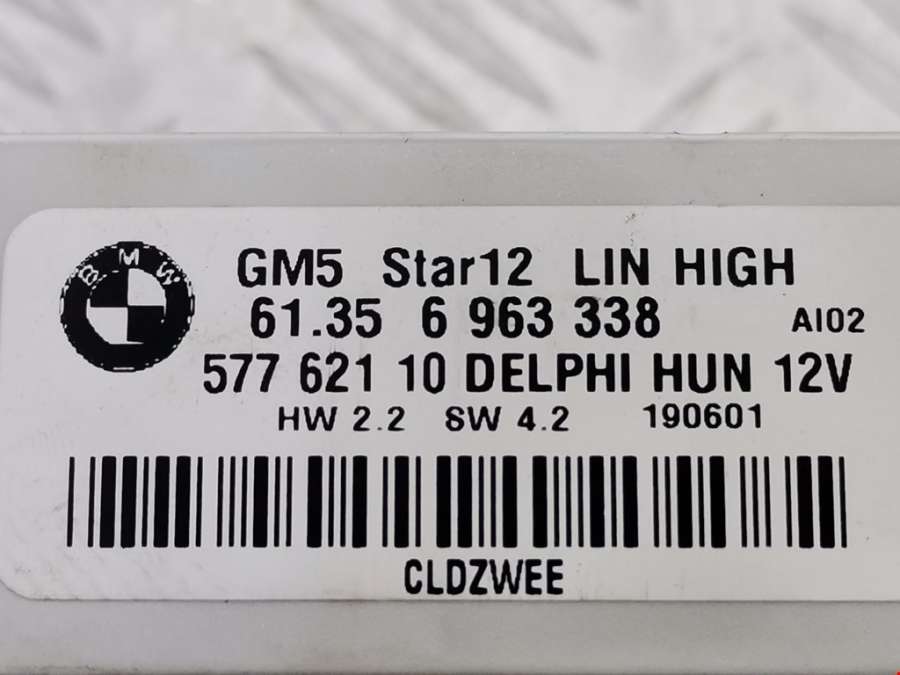 BMW
GM5 Star12 LIN HIGH
61.35 6 963 338 AI02
577 621 10 DELPHI HUN 12V
HW 2.2 SW 4.2 190601
CLDZWEE